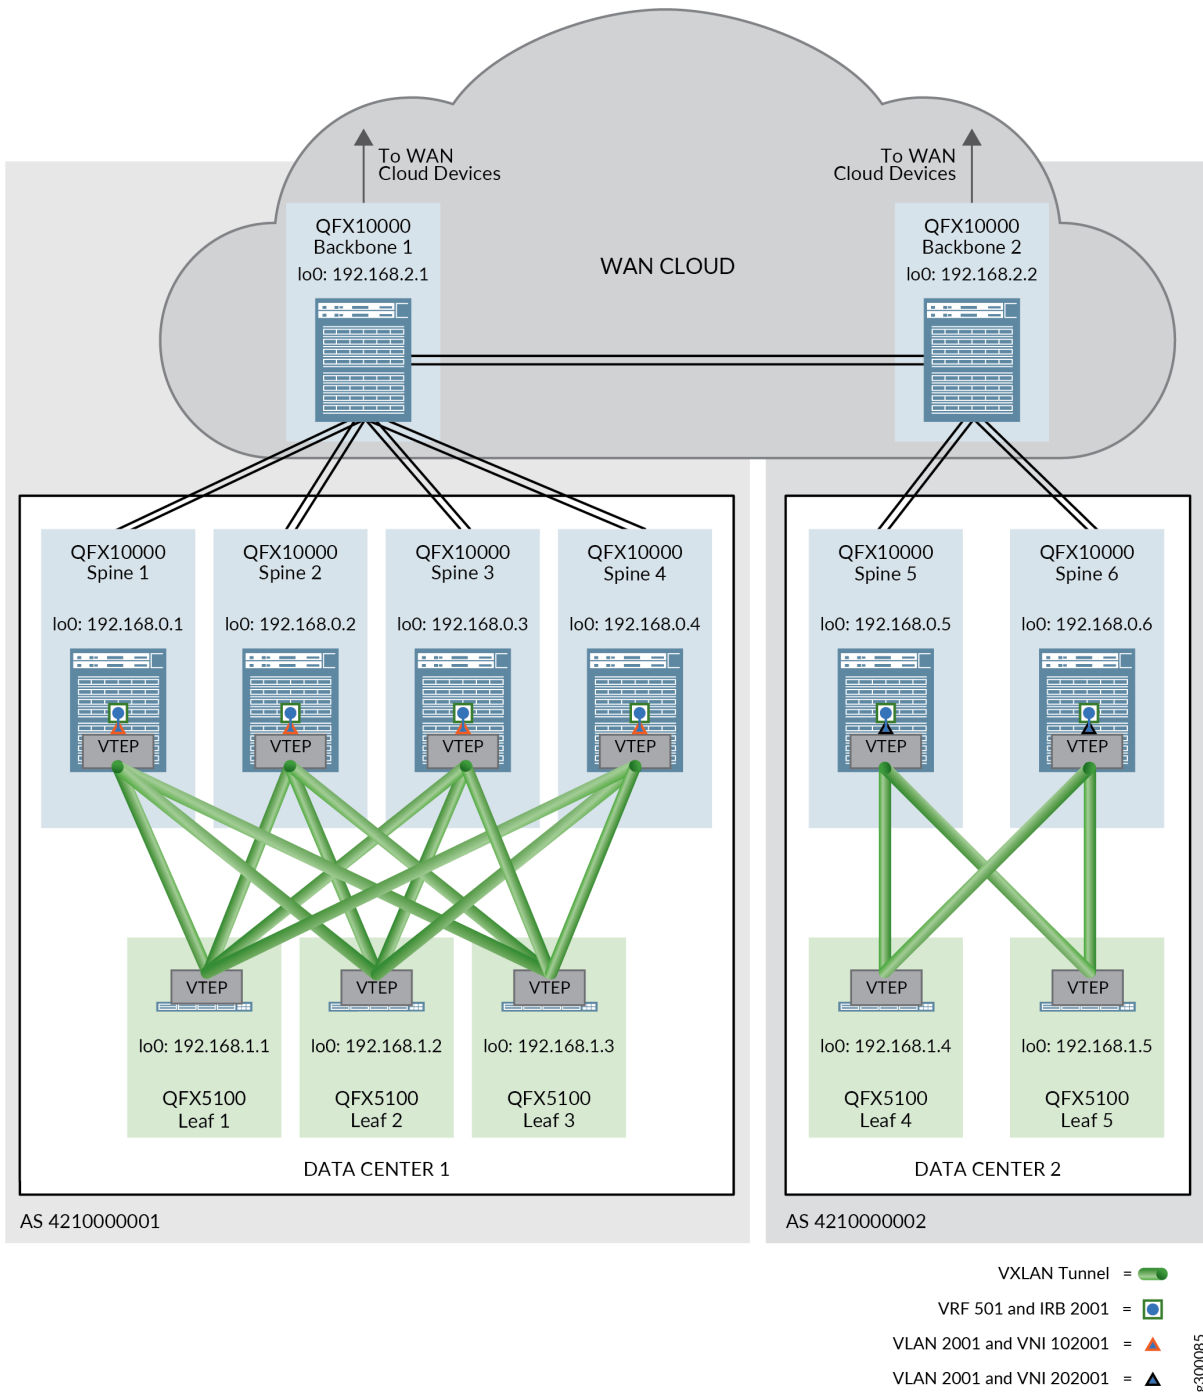 To WAN
Cloud Devices
To WAN
Cloud Devices
QFX10000
Backbone 1
lo0: 192.168.2.1
WAN CLOUD
QFX10000
Backbone 2
lo0: 192.168.2.2
QFX10000
Spine 1
lo0: 192.168.0.1
QFX10000
Spine 2
lo0: 192.168.0.2
QFX10000
Spine 3
lo0: 192.168.0.3
QFX10000
Spine 4
lo0: 192.168.0.4
QFX10000
Spine 5
lo0: 192.168.0.5
QFX10000
Spine 6
lo0: 192.168.0.6
VTEP
VTEP
VTEP
VTEP
VTEP
VTEP
VTEP
VTEP
VTEP
VTEP
VTEP
lo0: 192.168.1.1
QFX5100
Leaf 1
lo0: 192.168.1.2
QFX5100
Leaf 2
lo0: 192.168.1.3
QFX5100
Leaf 3
lo0: 192.168.1.4
QFX5100
Leaf 4
lo0: 192.168.1.5
QFX5100
Leaf 5
DATA CENTER 1
DATA CENTER 2
AS 4210000001
AS 4210000002
VXLAN Tunnel =
VRF 501 and IRB 2001 =
VLAN 2001 and VNI 102001 =
VLAN 2001 and VNI 202001 =